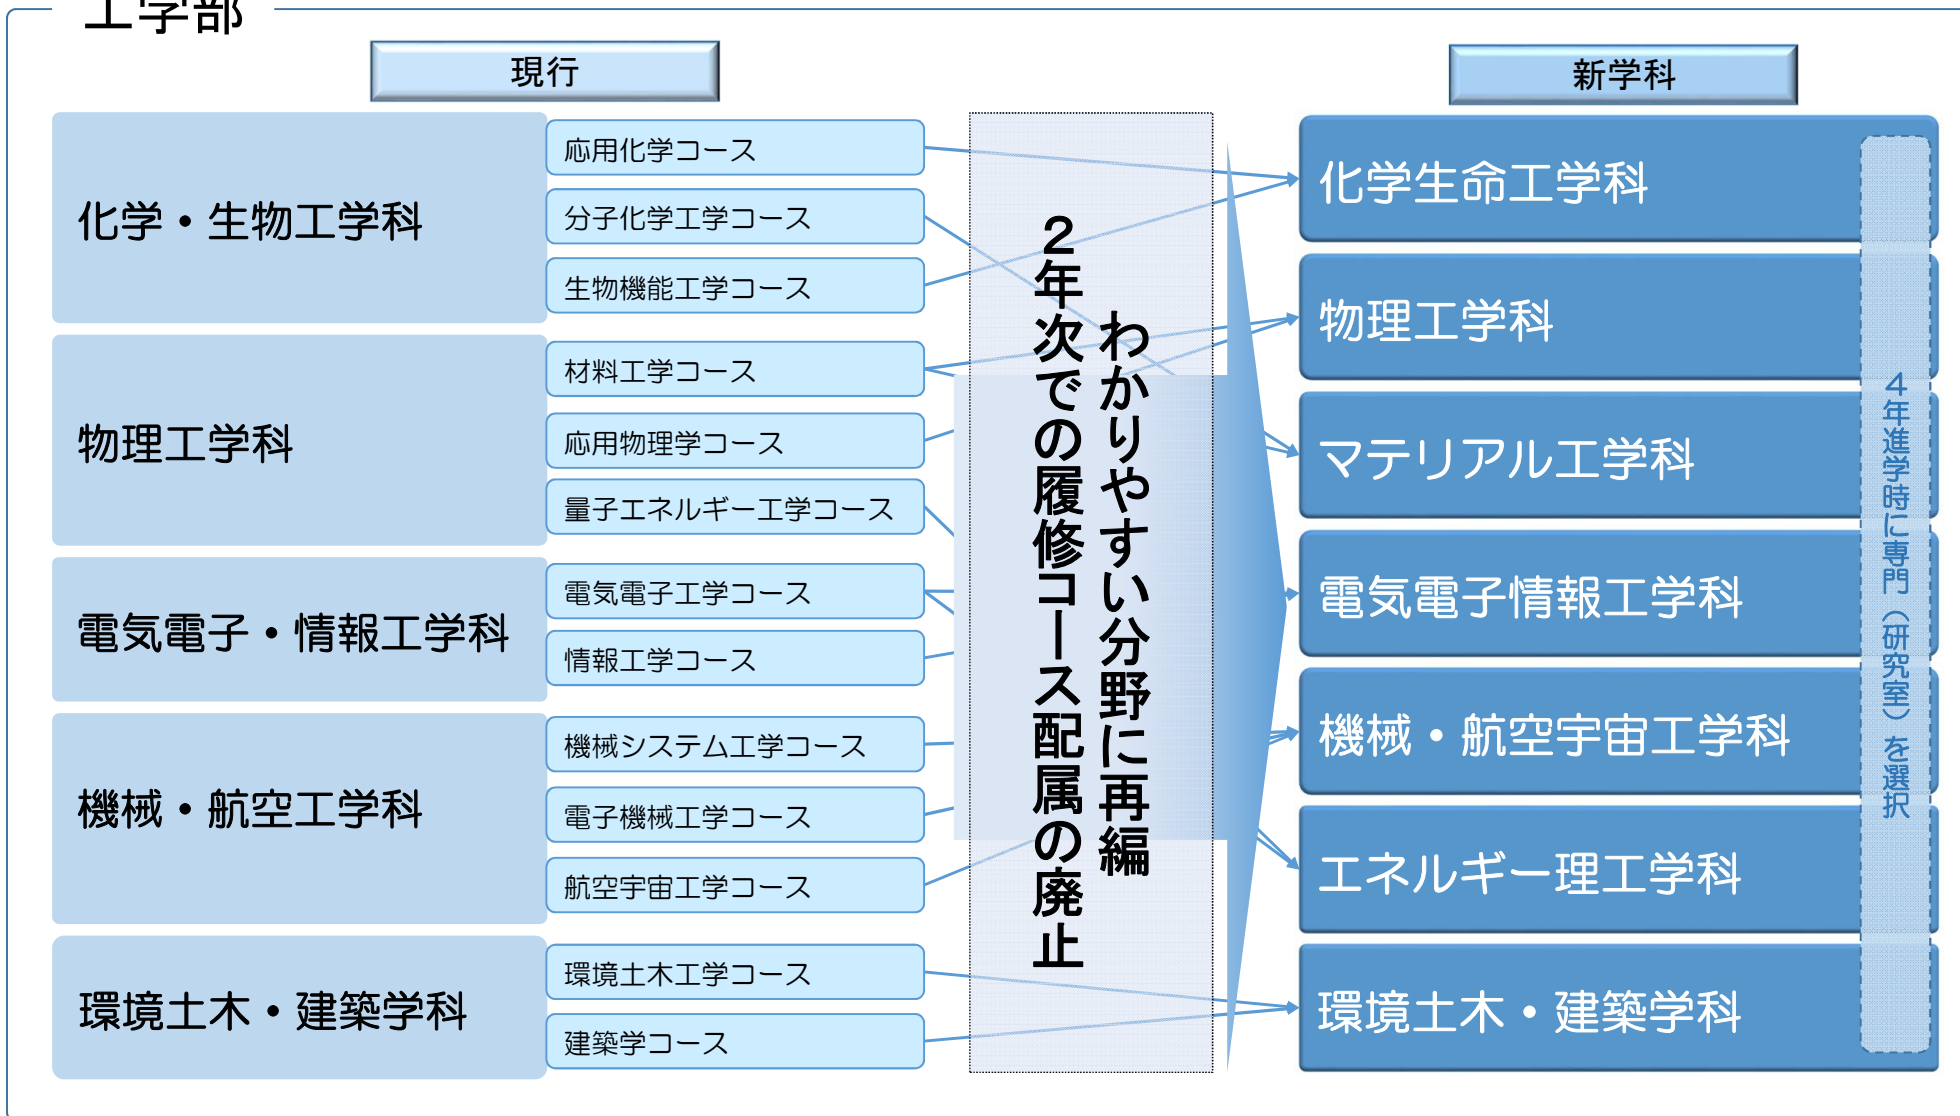 工学部
現行
新学科
化学・生物工学科
応用化学コース
分子化学工学コース
生物機能工学コース
物理工学科
材料工学コース
応用物理学コース
量子エネルギー工学コース
電気電子・情報工学科
電気電子工学コース
情報工学コース
機械・航空工学科
機械システム工学コース
電子機械工学コース
航空宇宙工学コース
環境土木・建築学科
環境土木工学コース
建築学コース
わかりやすい分野に再編
２年次での履修コース配属の廃止
化学生命工学科
物理工学科
マテリアル工学科
電気電子情報工学科
機械・航空宇宙工学科
エネルギー理工学科
環境土木・建築学科
４年進学時に専門（研究室）を選択